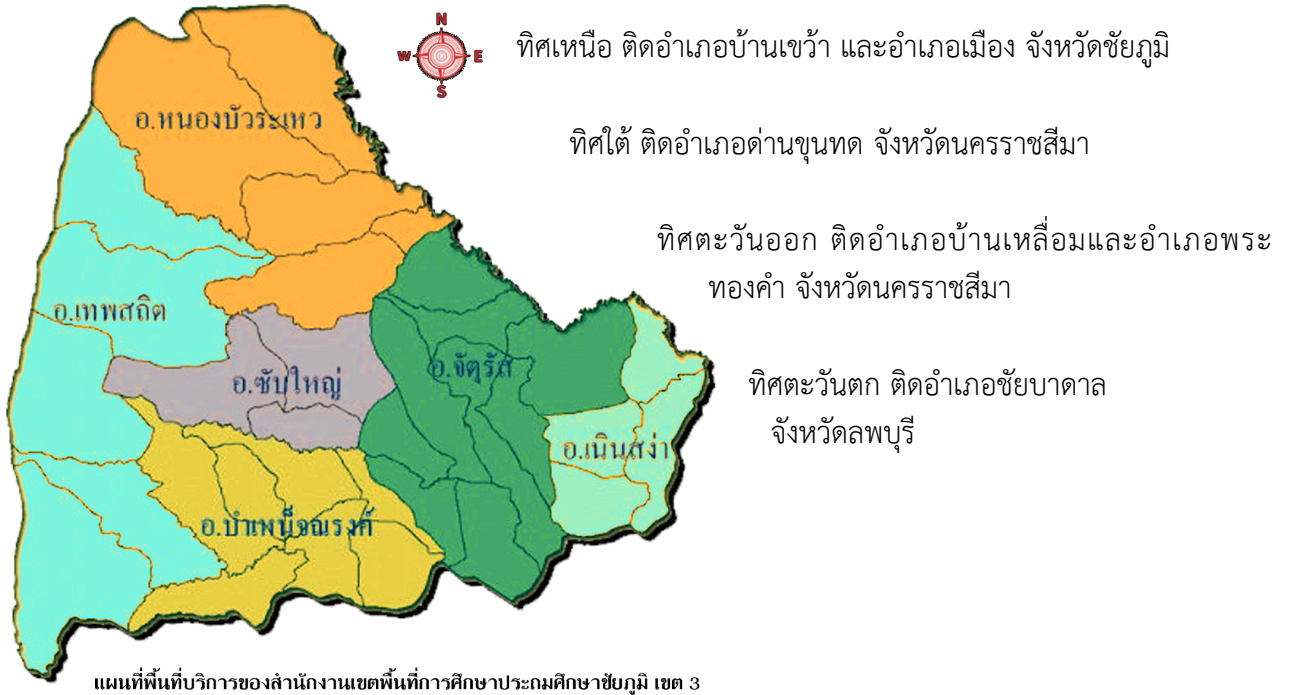 N
W E
S
ทิศเหนือ ติดอำเภอบ้านเขว้า และอำเภอเมือง จังหวัดชัยภูมิ
อ.หนองบัวระเหว
ทิศใต้ ติดอำเภอด่านขุนทด จังหวัดนครราชสีมา
ทิศตะวันออก ติดอำเภอบ้านเหลื่อมและอำเภอพระ
ทองคำ จังหวัดนครราชสีมา
อ.เทพสถิต
อ.ซับใหญ่
อ.จัตุรัส
ทิศตะวันตก ติดอำเภอชัยบาดาล
จังหวัดลพบุรี
อ.เนินสง่า
อ.บำเหน็จณรงค์
แผนที่พื้นที่บริการของสำนักงานเขตพื้นที่การศึกษาประถมศึกษาชัยภูมิ เขต 3